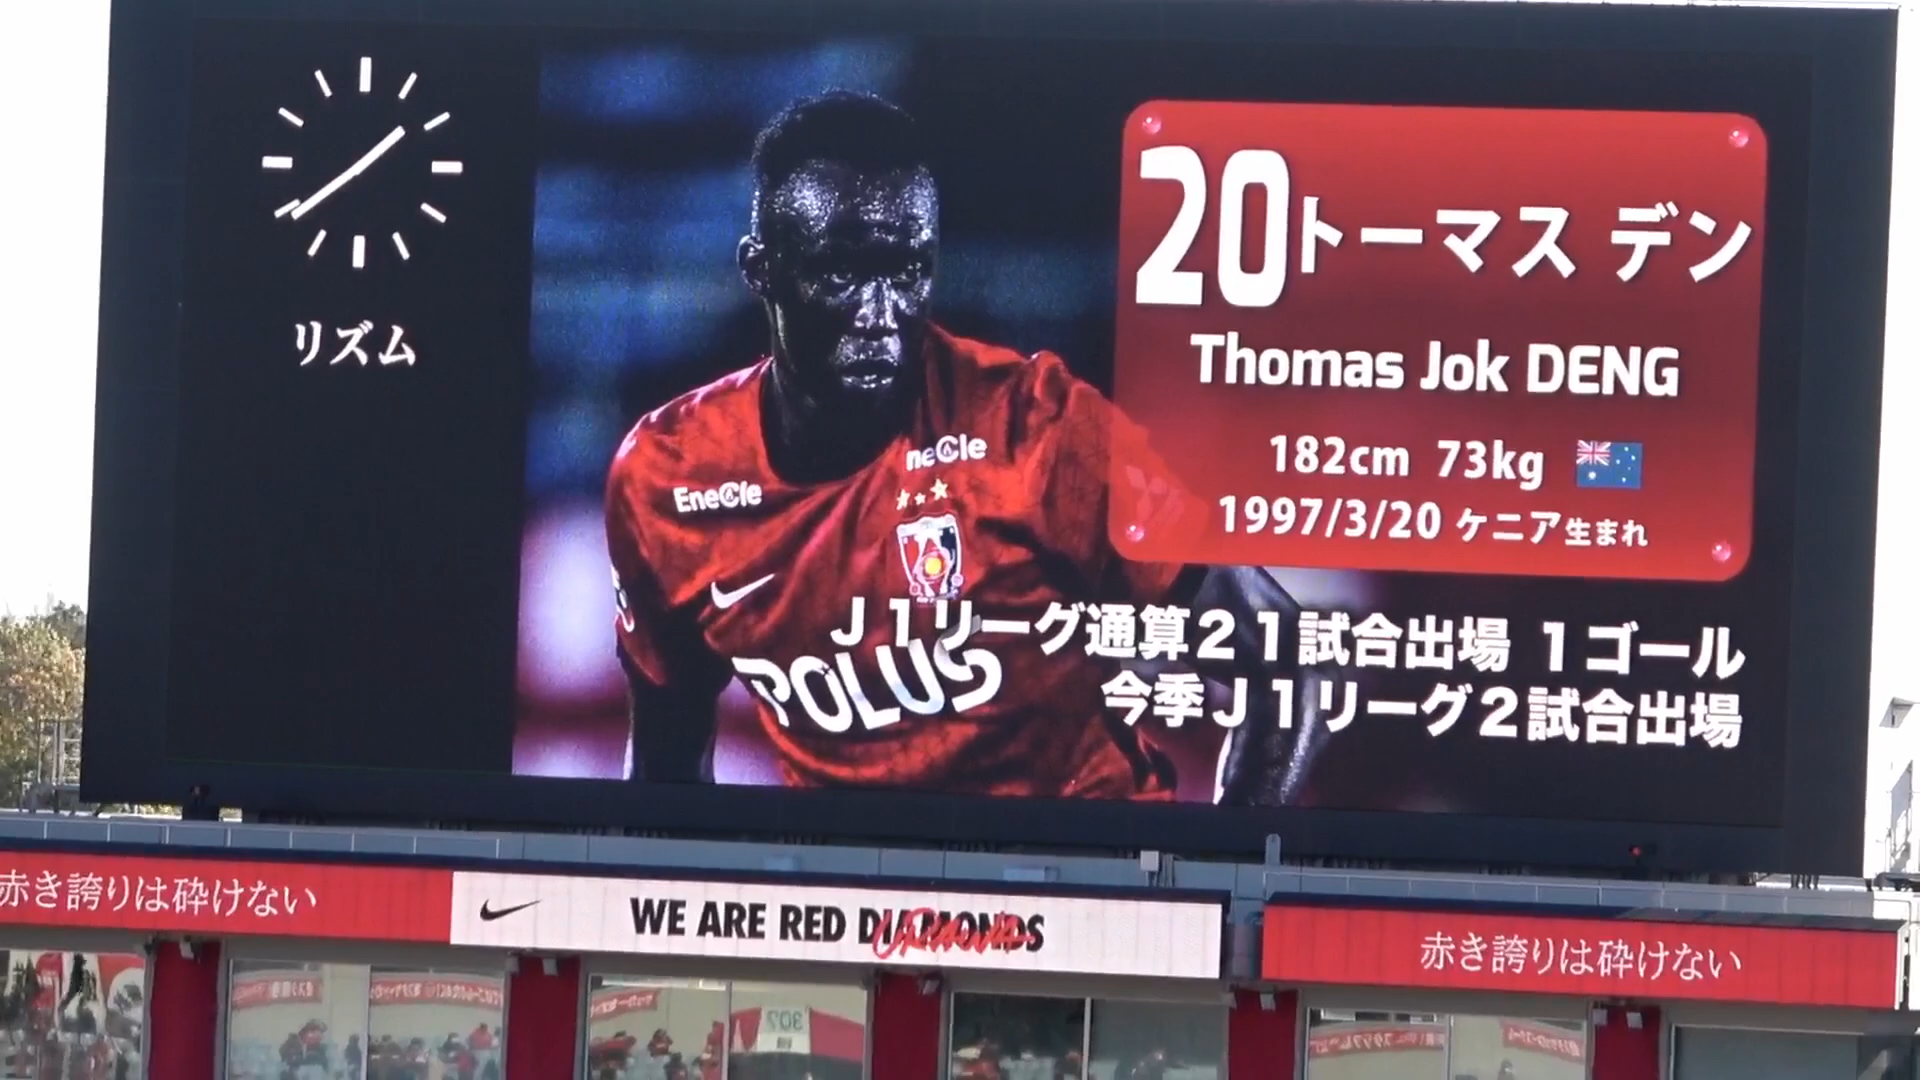 リズム
20 トーマス デン
Thomas Jok DENG
182cm 73kg
1997/3/20 ケニア生まれ
neCle
EneCle
POLUS
J1リーグ通算21試合出場 1ゴール
今季J1リーグ2試合出場
赤き誇りは砕けない
WE ARE RED DIAMONDS
赤き誇りは砕けない
307